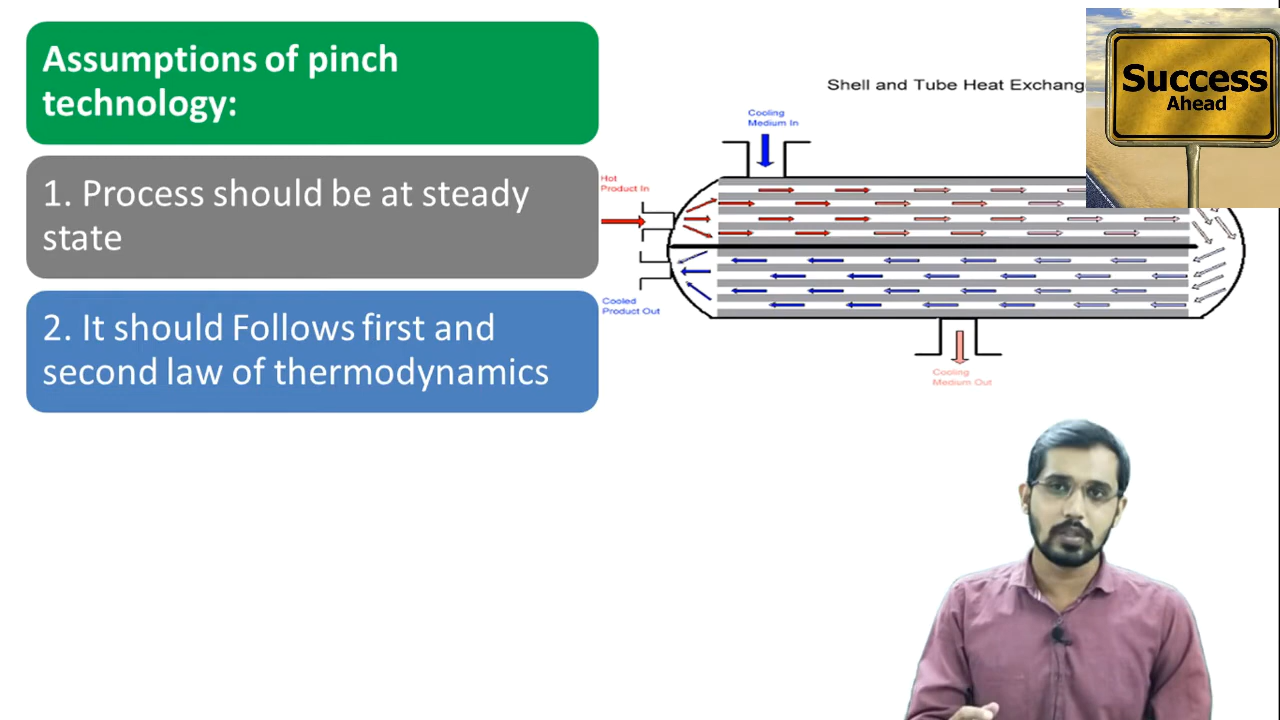 Assumptions of pinch
technology:
1. Process should be at steady
state
2. It should Follows first and
second law of thermodynamics
Shell and Tube Heat Exchang
Success
Ahead
Cooling
Medium In
Hot
Product In
Cooled
Product Out
Cooling
Medium Out